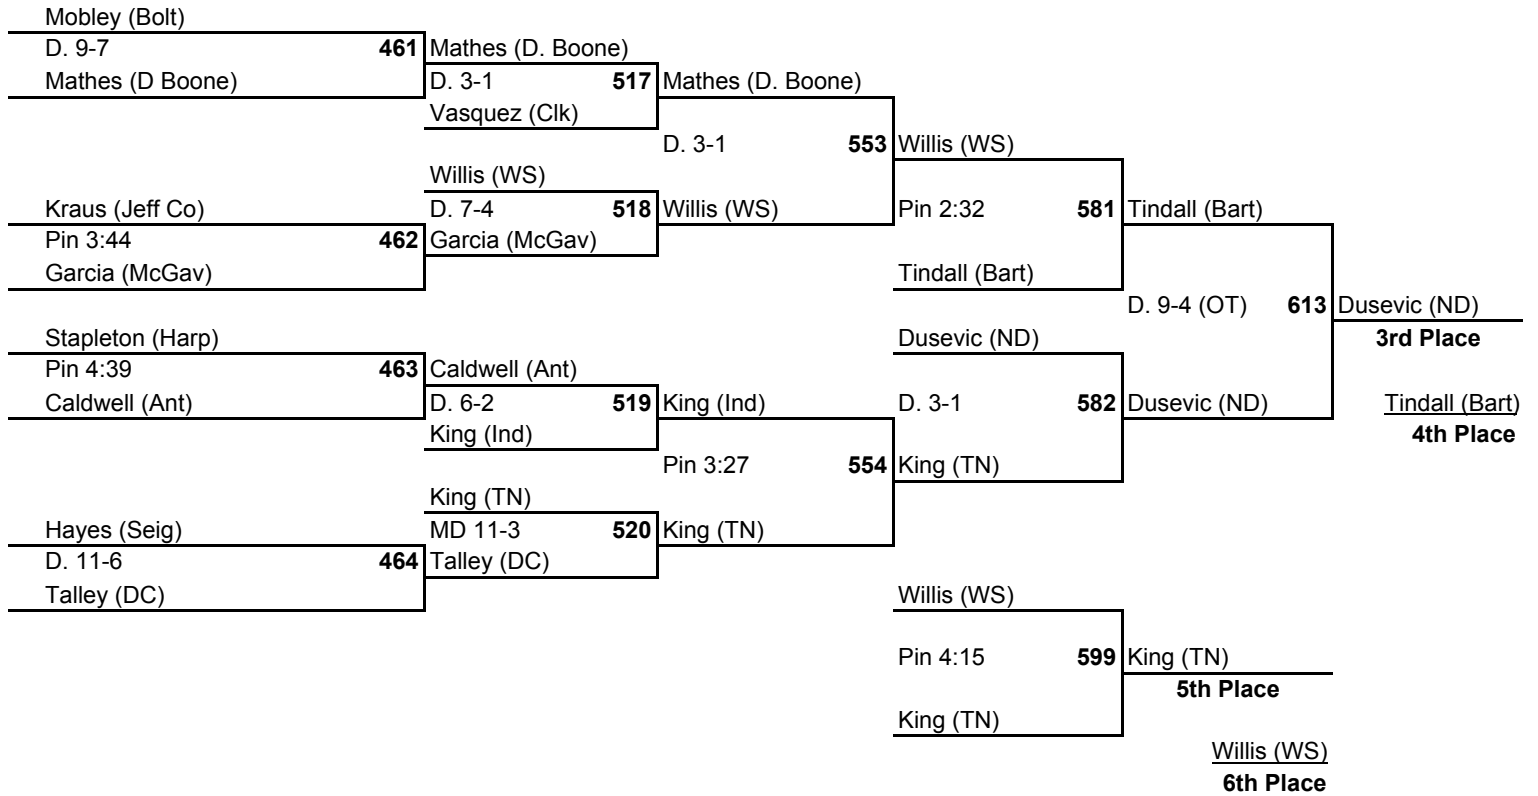 Mobley (Bolt)
D. 9-7 461 Mathes (D. Boone)
Mathes (D Boone) D. 3-1 517 Mathes (D. Boone)
Vasquez (Clk)
D. 3-1 553 Willis (WS)
Willis (WS)
Kraus (Jeff Co) D. 7-4 518 Willis (WS) Pin 2:32 581 Tindall (Bart)
Pin 3:44 462 Garcia (McGav)
Garcia (McGav) Tindall (Bart)
D. 9-4 (OT) 613 Dusevic (ND)
Stapleton (Harp) Dusevic (ND) 3rd Place
Pin 4:39 463 Caldwell (Ant)
Caldwell (Ant) D. 6-2 519 King (Ind) D. 3-1 582 Dusevic (ND) Tindall (Bart)
King (Ind) 4th Place
Pin 3:27 554 King (TN)
King (TN)
Hayes (Seig) MD 11-3 520 King (TN)
D. 11-6 464 Talley (DC)
Talley (DC) Willis (WS)
Pin 4:15 599 King (TN)
5th Place
King (TN)
Willis (WS)
6th Place